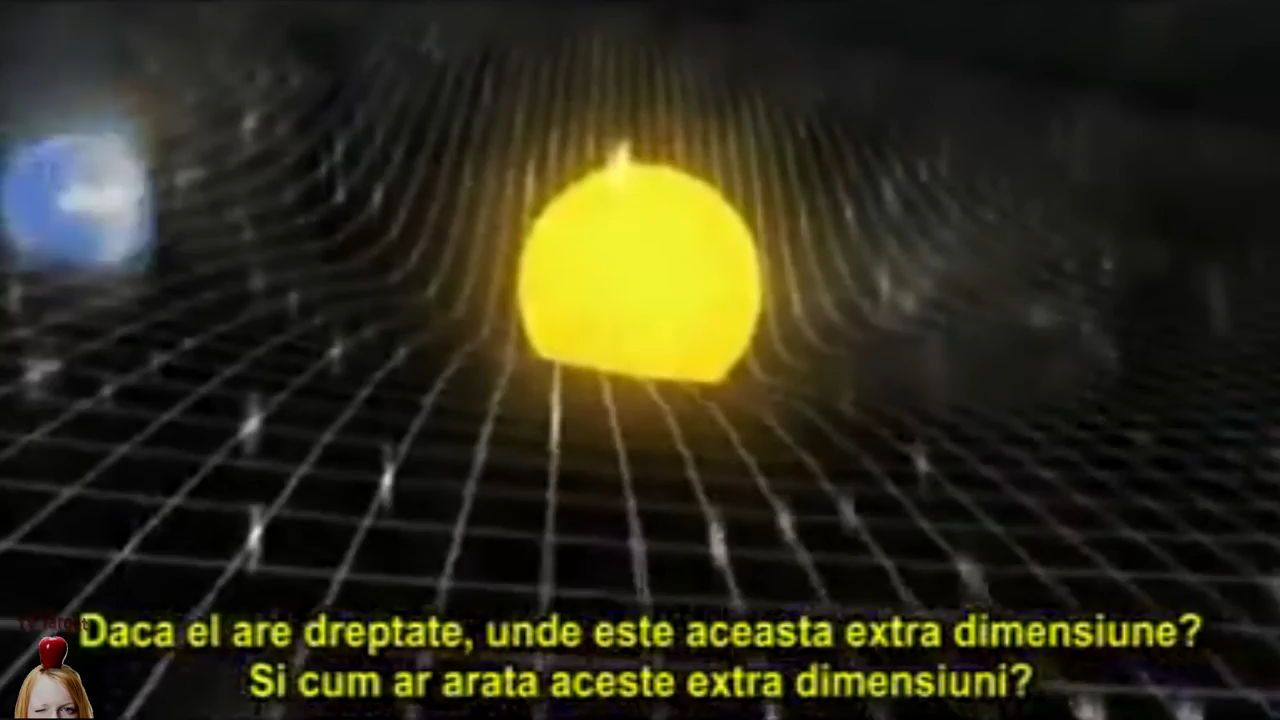 Daca el are dreptate, unde este aceasta extra dimensiune?
Si cum ar arata aceste extra dimensiuni?